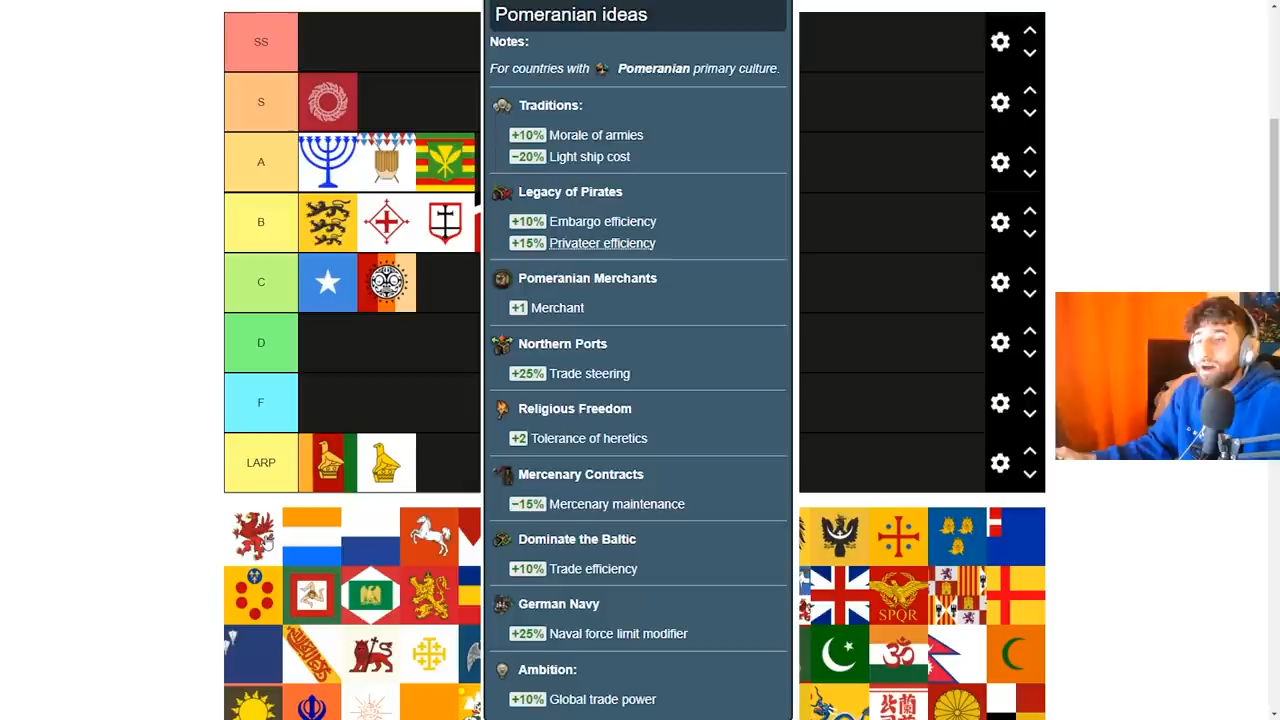 SS
S
A
B
C
D
F
LARP
Pomeranian ideas
Notes:
For countries with Pomeranian primary culture.
Traditions:
+10% Morale of armies
−20% Light ship cost
Legacy of Pirates
+10% Embargo efficiency
+15% Privateer efficiency
Pomeranian Merchants
+1 Merchant
Northern Ports
+25% Trade steering
Religious Freedom
+2 Tolerance of heretics
Mercenary Contracts
−15% Mercenary maintenance
Dominate the Baltic
+10% Trade efficiency
German Navy
+25% Naval force limit modifier
Ambition:
+10% Global trade power
SPQR